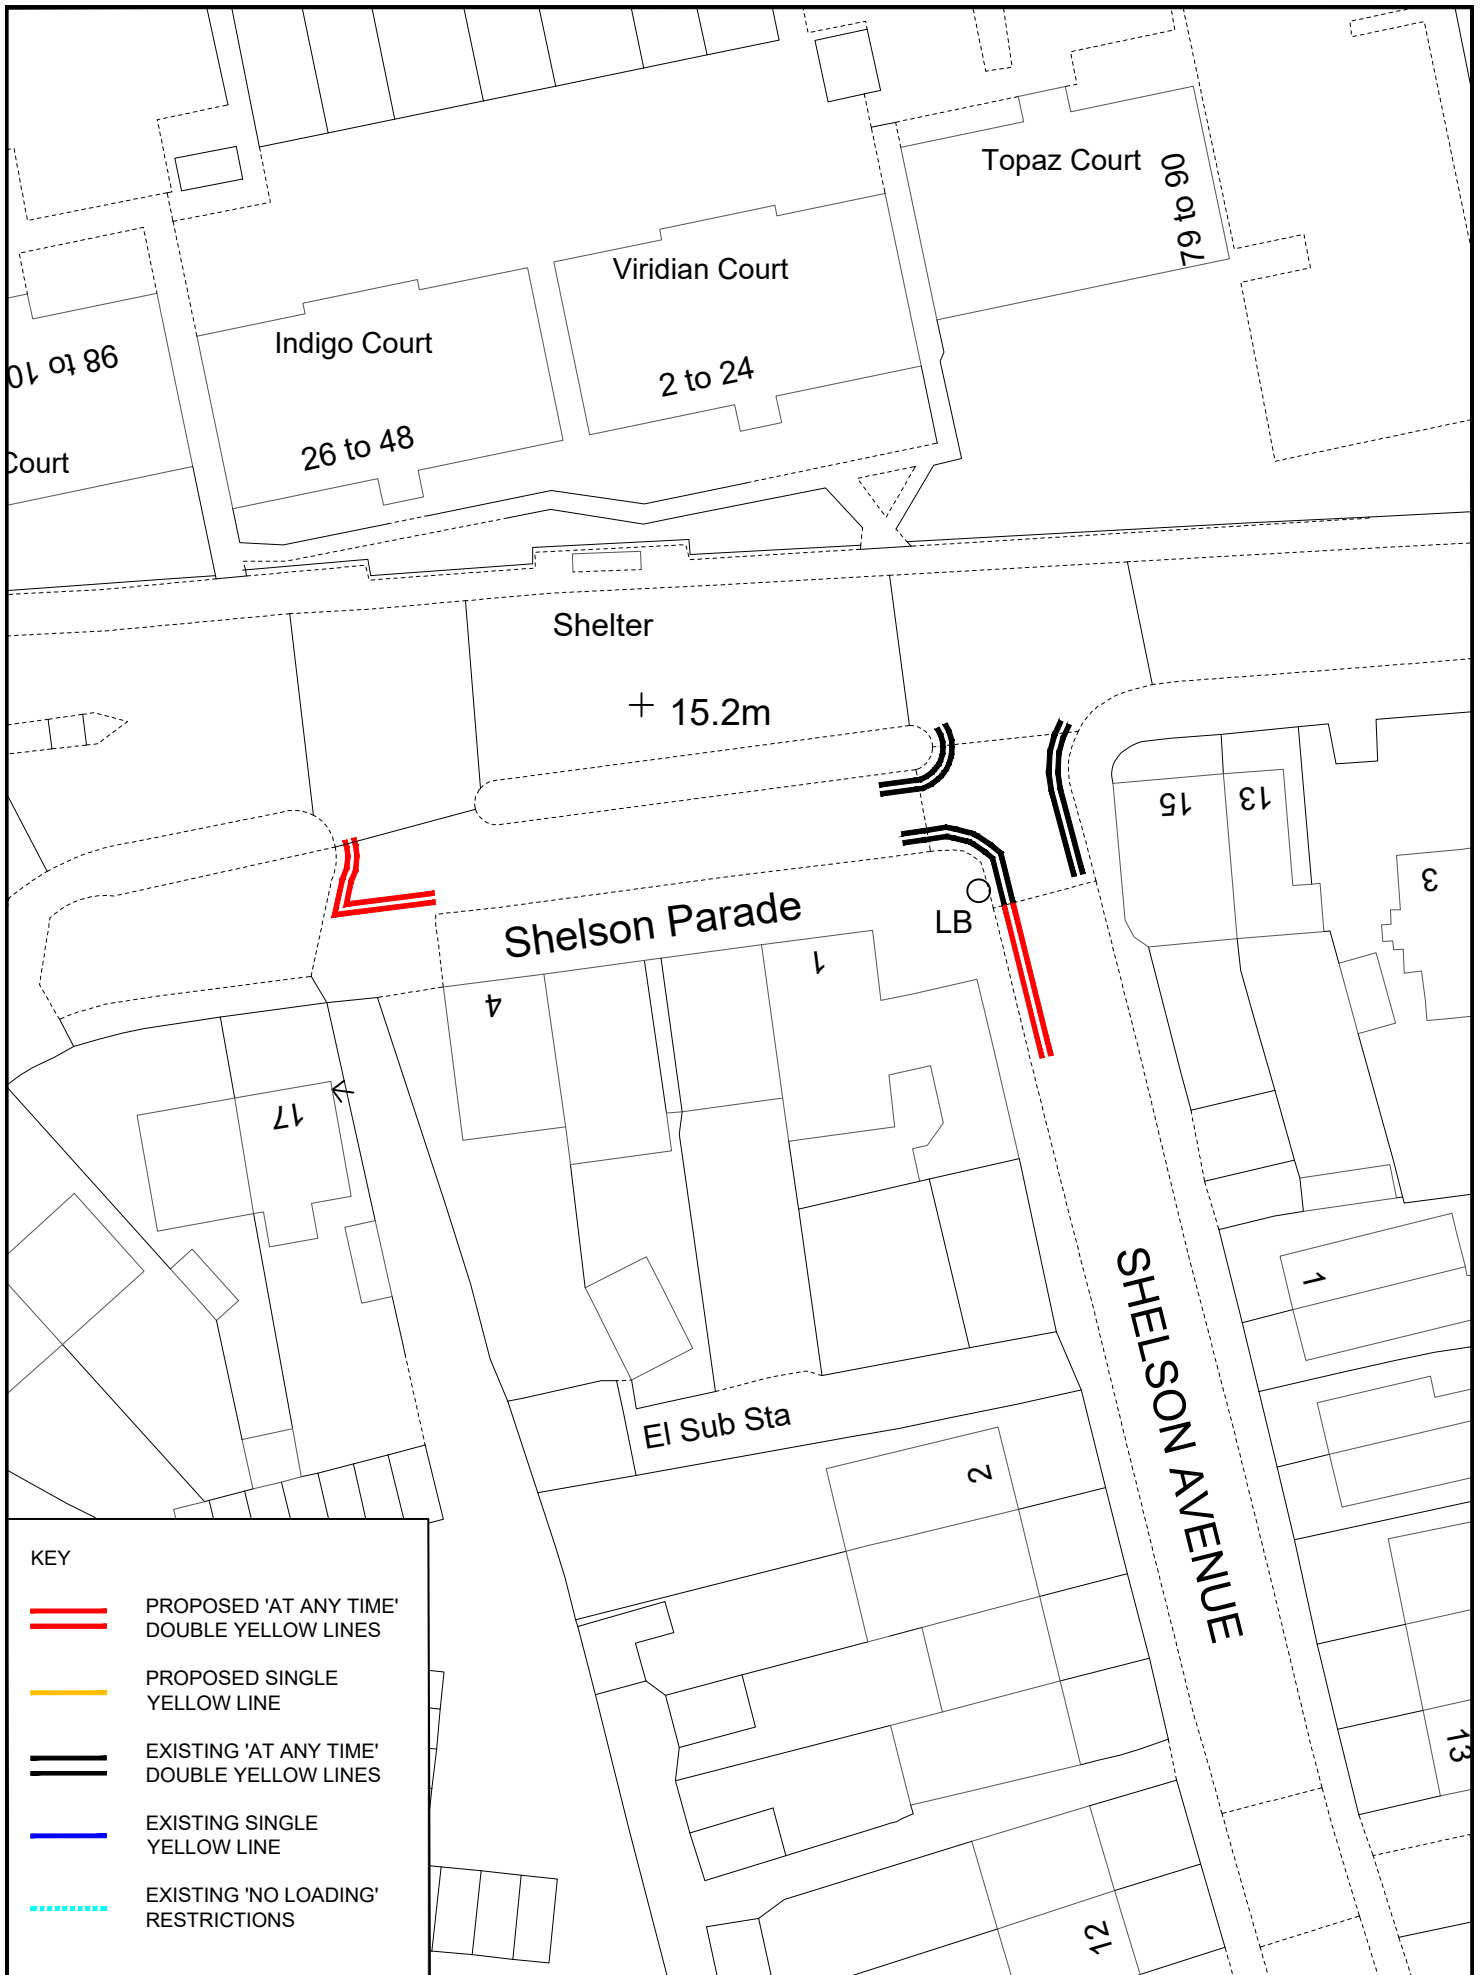 Topaz Court
79 to 90
Viridian Court
Indigo Court
98 to 10
2 to 24
26 to 48
Court
Shelter
15.2m
15
13
3
Shelson Parade
LB
1
4
17
1
SHELSON AVENUE
El Sub Sta
2
13
12
KEY
PROPOSED 'AT ANY TIME'
DOUBLE YELLOW LINES
PROPOSED SINGLE
YELLOW LINE
EXISTING 'AT ANY TIME'
DOUBLE YELLOW LINES
EXISTING SINGLE
YELLOW LINE
EXISTING 'NO LOADING'
RESTRICTIONS